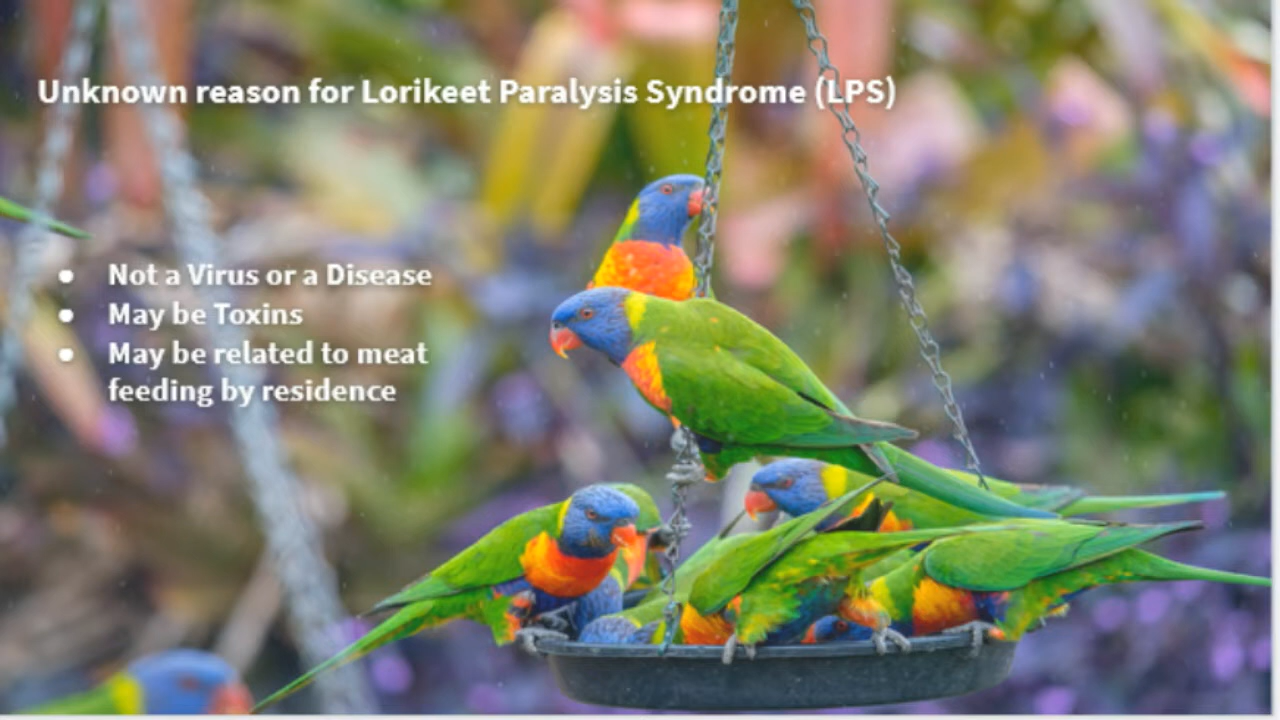 Unknown reason for Lorikeet Paralysis Syndrome (LPS)
● Not a Virus or a Disease
● May be Toxins
● May be related to meat
feeding by residence